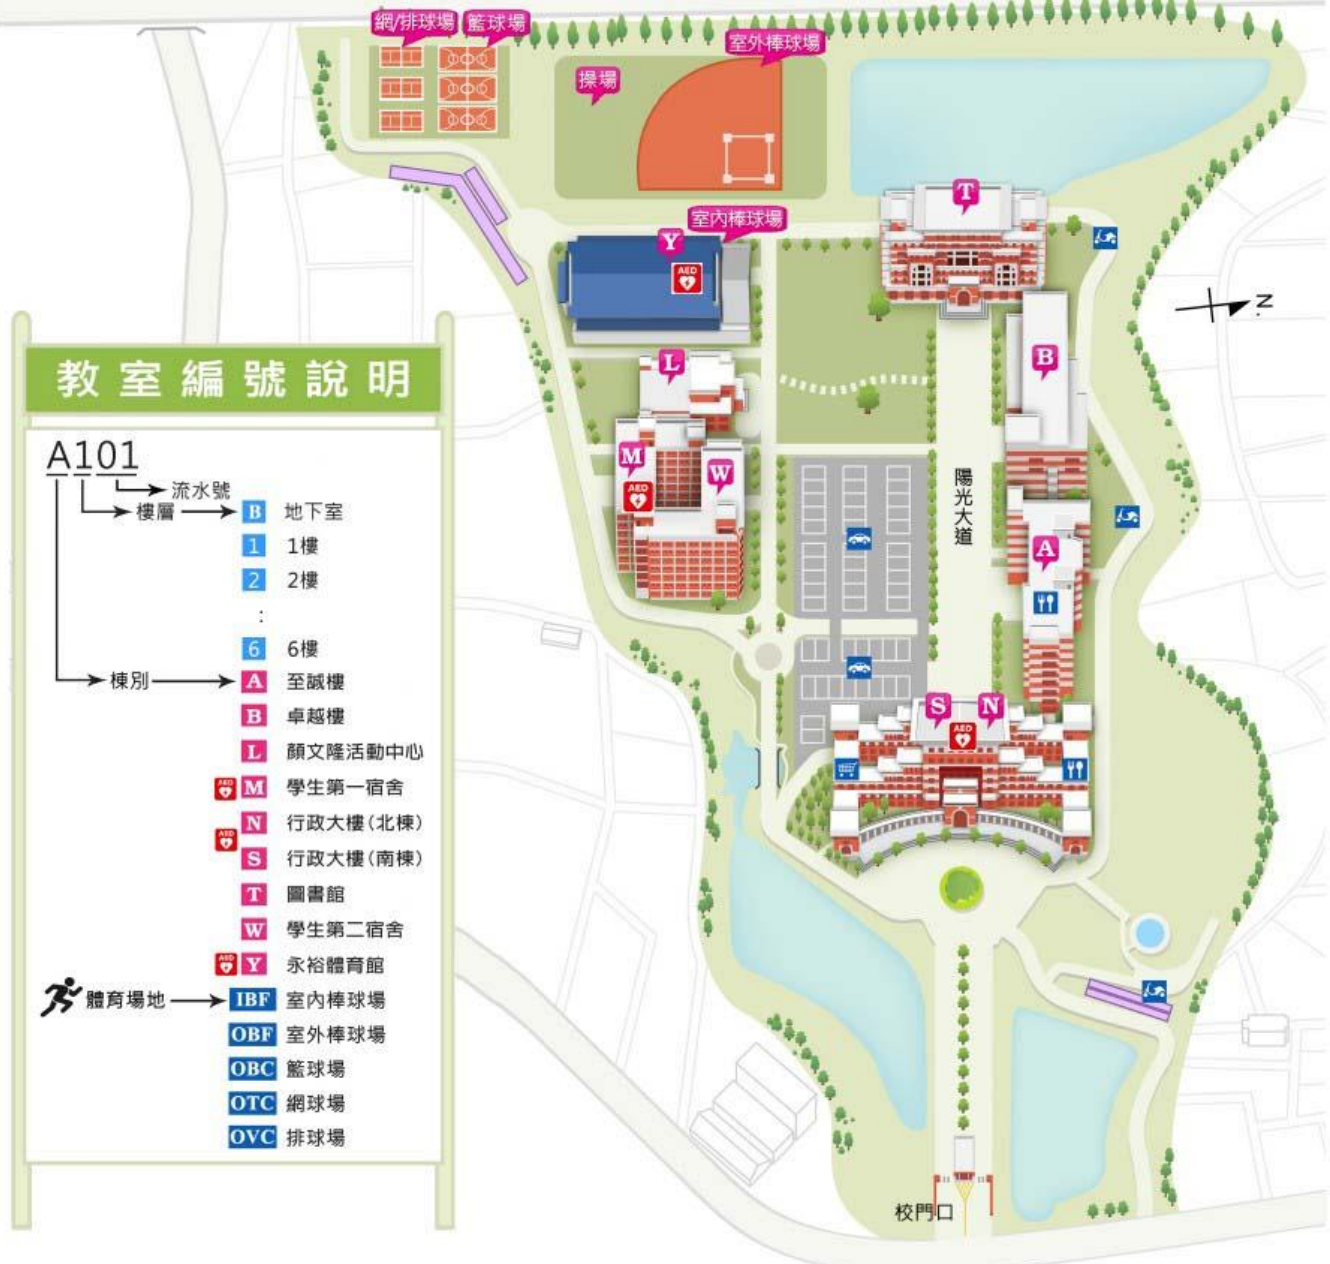 網/排球場
籃球場
室外棒球場
操場
T
室內棒球場
Y
AED
N.
B
L
M
AED
W
陽光大道
A
S
N
AED
校門口
教室編號說明
A101
流水號
樓層
B 地下室
1 1樓
2 2樓
:
6 6樓
棟別
A 至誠樓
B 卓越樓
L 顏文隆活動中心
AED M 學生第一宿舍
N 行政大樓(北棟)
AED
S 行政大樓(南棟)
T 圖書館
W 學生第二宿舍
AED Y 永裕體育館
體育場地
IBF 室內棒球場
OBF 室外棒球場
OBC 籃球場
OTC 網球場
OVC 排球場